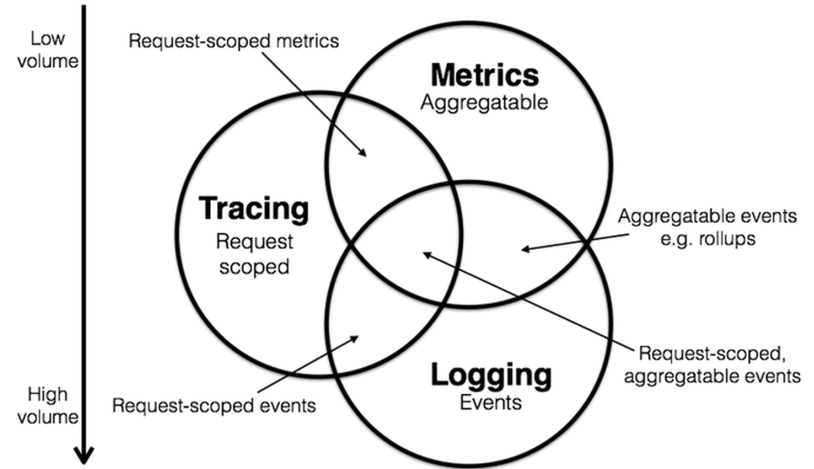 Low
volume
Request-scoped metrics
Metrics
Aggregatable
Tracing
Request
scoped
Aggregatable events
e.g. rollups
Request-scoped,
aggregatable events
Logging
Events
High
volume
Request-scoped events